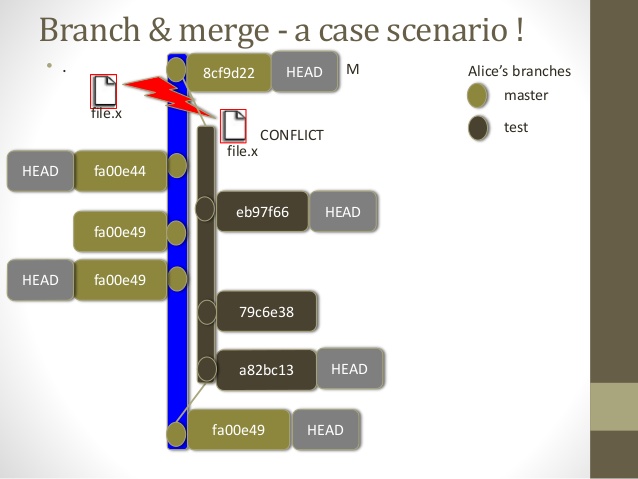 Branch & merge - a case scenario !
• .
8cf9d22 HEAD M
Alice's branches
master
test
file.x
CONFLICT
file.x
HEAD fa00e44
eb97f66 HEAD
fa00e49
HEAD fa00e49
79c6e38
a82bc13 HEAD
fa00e49 HEAD